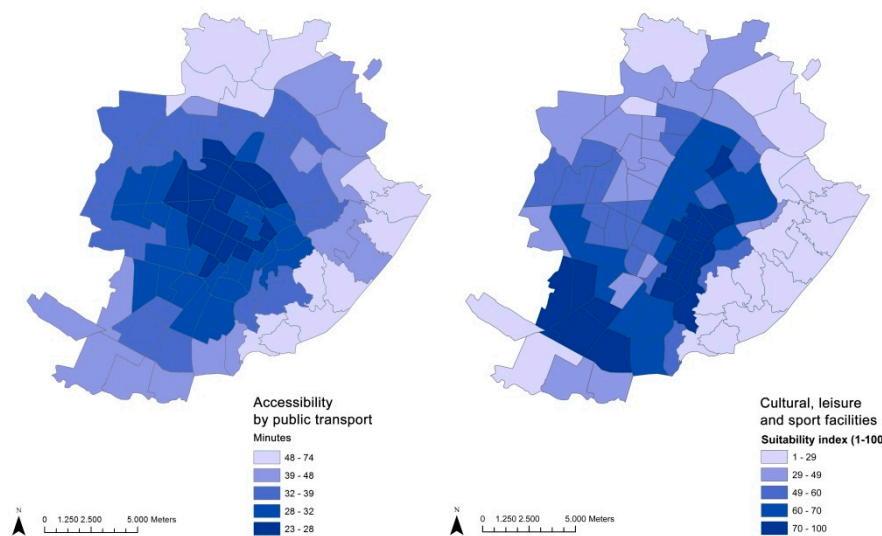 Accessibility
by public transport
Minutes
48 - 74
39 - 48
32 - 39
28 - 32
23 - 28
N
0 1.250 2.500 5.000 Meters
Cultural, leisure
and sport facilities
Suitability index (1-100
1 - 29
29 - 49
49 - 60
60 - 70
70 - 100
N
0 1.250 2.500 5.000 Meters